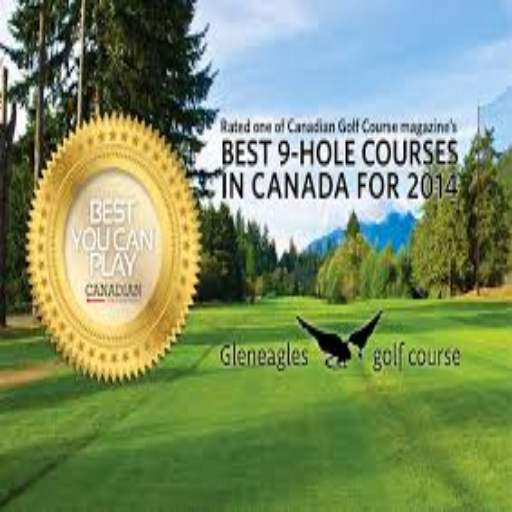 Rated one of Canadian Golf Course magazine's
BEST 9-HOLE COURSES
IN CANADA FOR 2014
BEST
YOU CAN
PLAY
CANADIAN
Gleneagles golf course